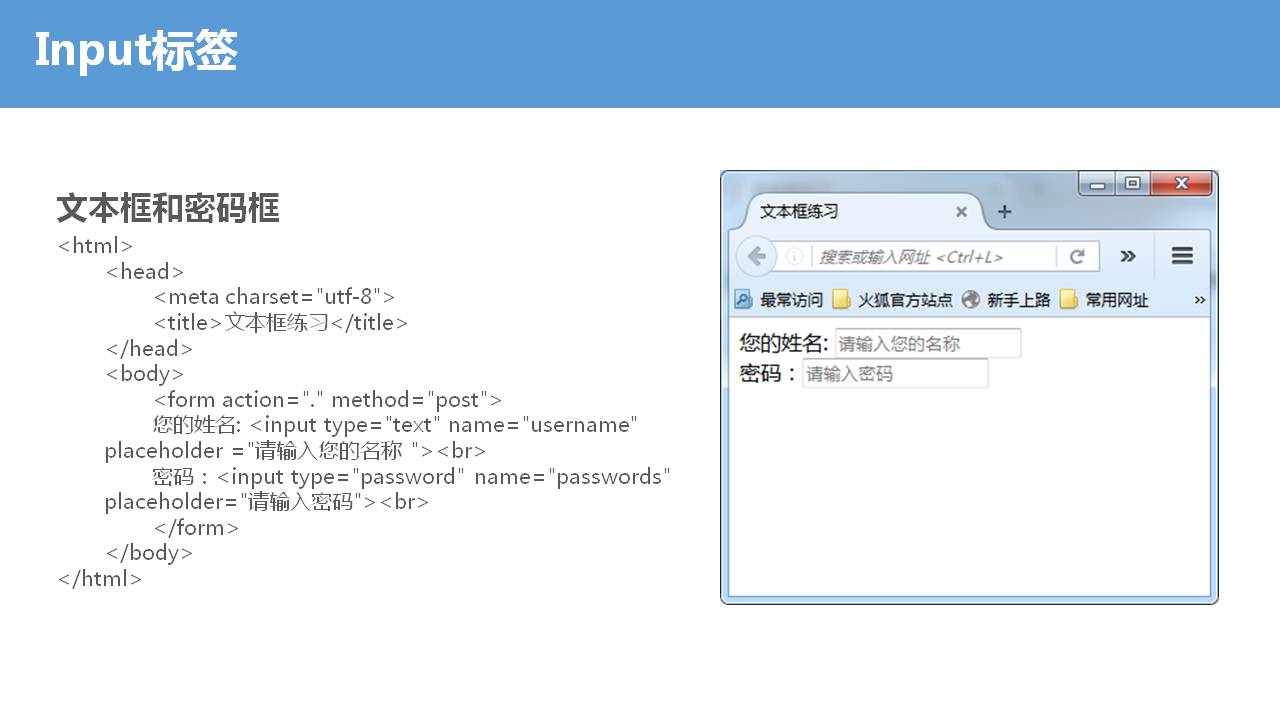 Input标签
文本框和密码框
<html>
<head>
<meta charset="utf-8">
<title>文本框练习</title>
</head>
<body>
<form action="." method="post">
您的姓名: <input type="text" name="username"
placeholder ="请输入您的名称 "><br>
密码：<input type="password" name="passwords"
placeholder="请输入密码"><br>
</form>
</body>
</html>
文本框练习
搜索或输入网址 <Ctrl+L>
最常访问 火狐官方站点 新手上路 常用网址
您的姓名: 请输入您的名称
密码：请输入密码